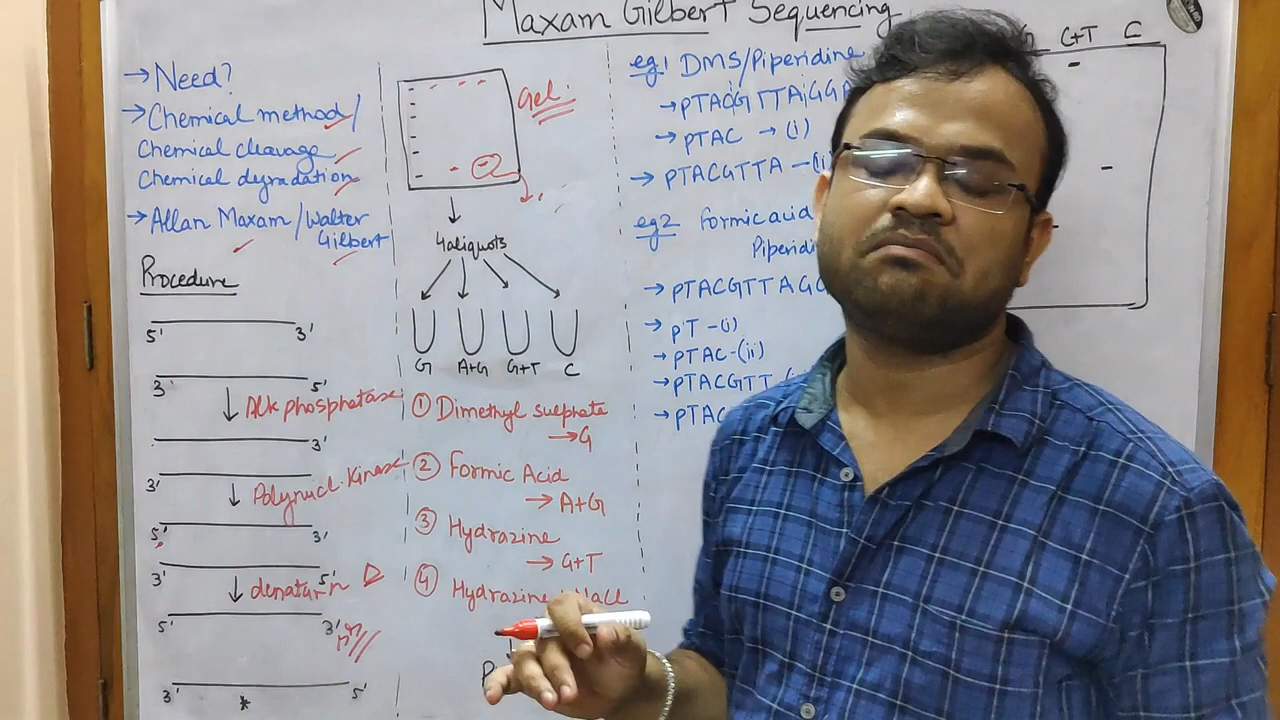 Maxam Gilbert Sequencing
→ Need?
→ Chemical method/
Chemical cleavage
Chemical degradation
→ Allan Maxam / Walter
Gilbert
Procedure
5' 3'
3' 5'
↓ Alk phosphatase
3'
3'
↓ Polynucl. Kinase
5' 3'
3' 5'
↓ denatur'n
5' 3'
3' * 5'
Gel.
4 aliquots
G A+G G+T C
① Dimethyl sulphate
→ G
② Formic Acid
→ A+G
③ Hydrazine
→ G+T
④ Hydrazine NaCl
eg1 DMS/Piperidine
→ pTACGTTAGGA
→ pTAC → (i)
→ pTACGTTA – (ii
eg2 Formic acid
Piperidi
→ pTACGTTAG
→ pT – (i)
→ pTAC – (ii)
→ pTACGTT
→ pTAC
C+T C